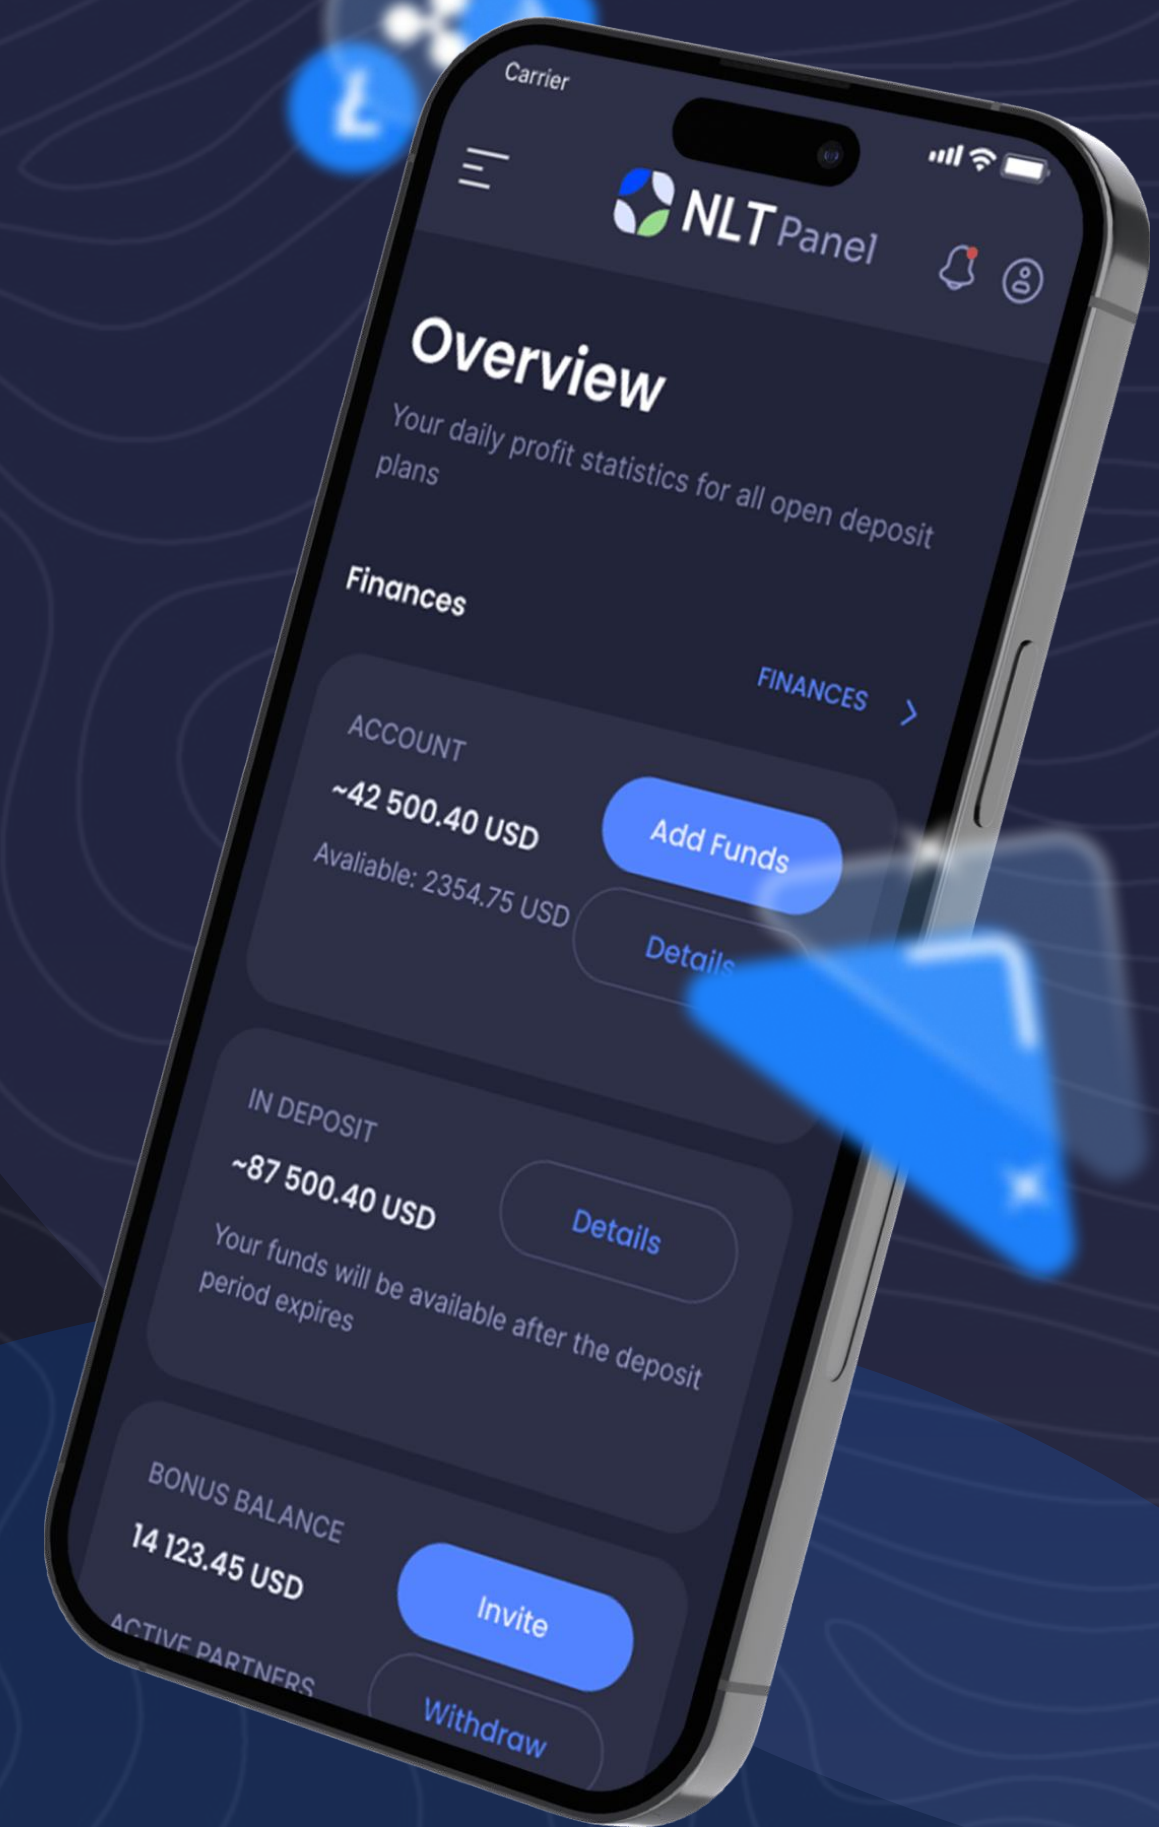 Carrier
NLT Panel
Overview
Your daily profit statistics for all open deposit
plans
Finances
FINANCES
ACCOUNT
~42 500.40 USD
Avaliable: 2354.75 USD
Add Funds
Details
IN DEPOSIT
~87 500.40 USD
Details
Your funds will be available after the deposit
period expires
BONUS BALANCE
14 123.45 USD
Invite
ACTIVE PARTNERS
Withdraw